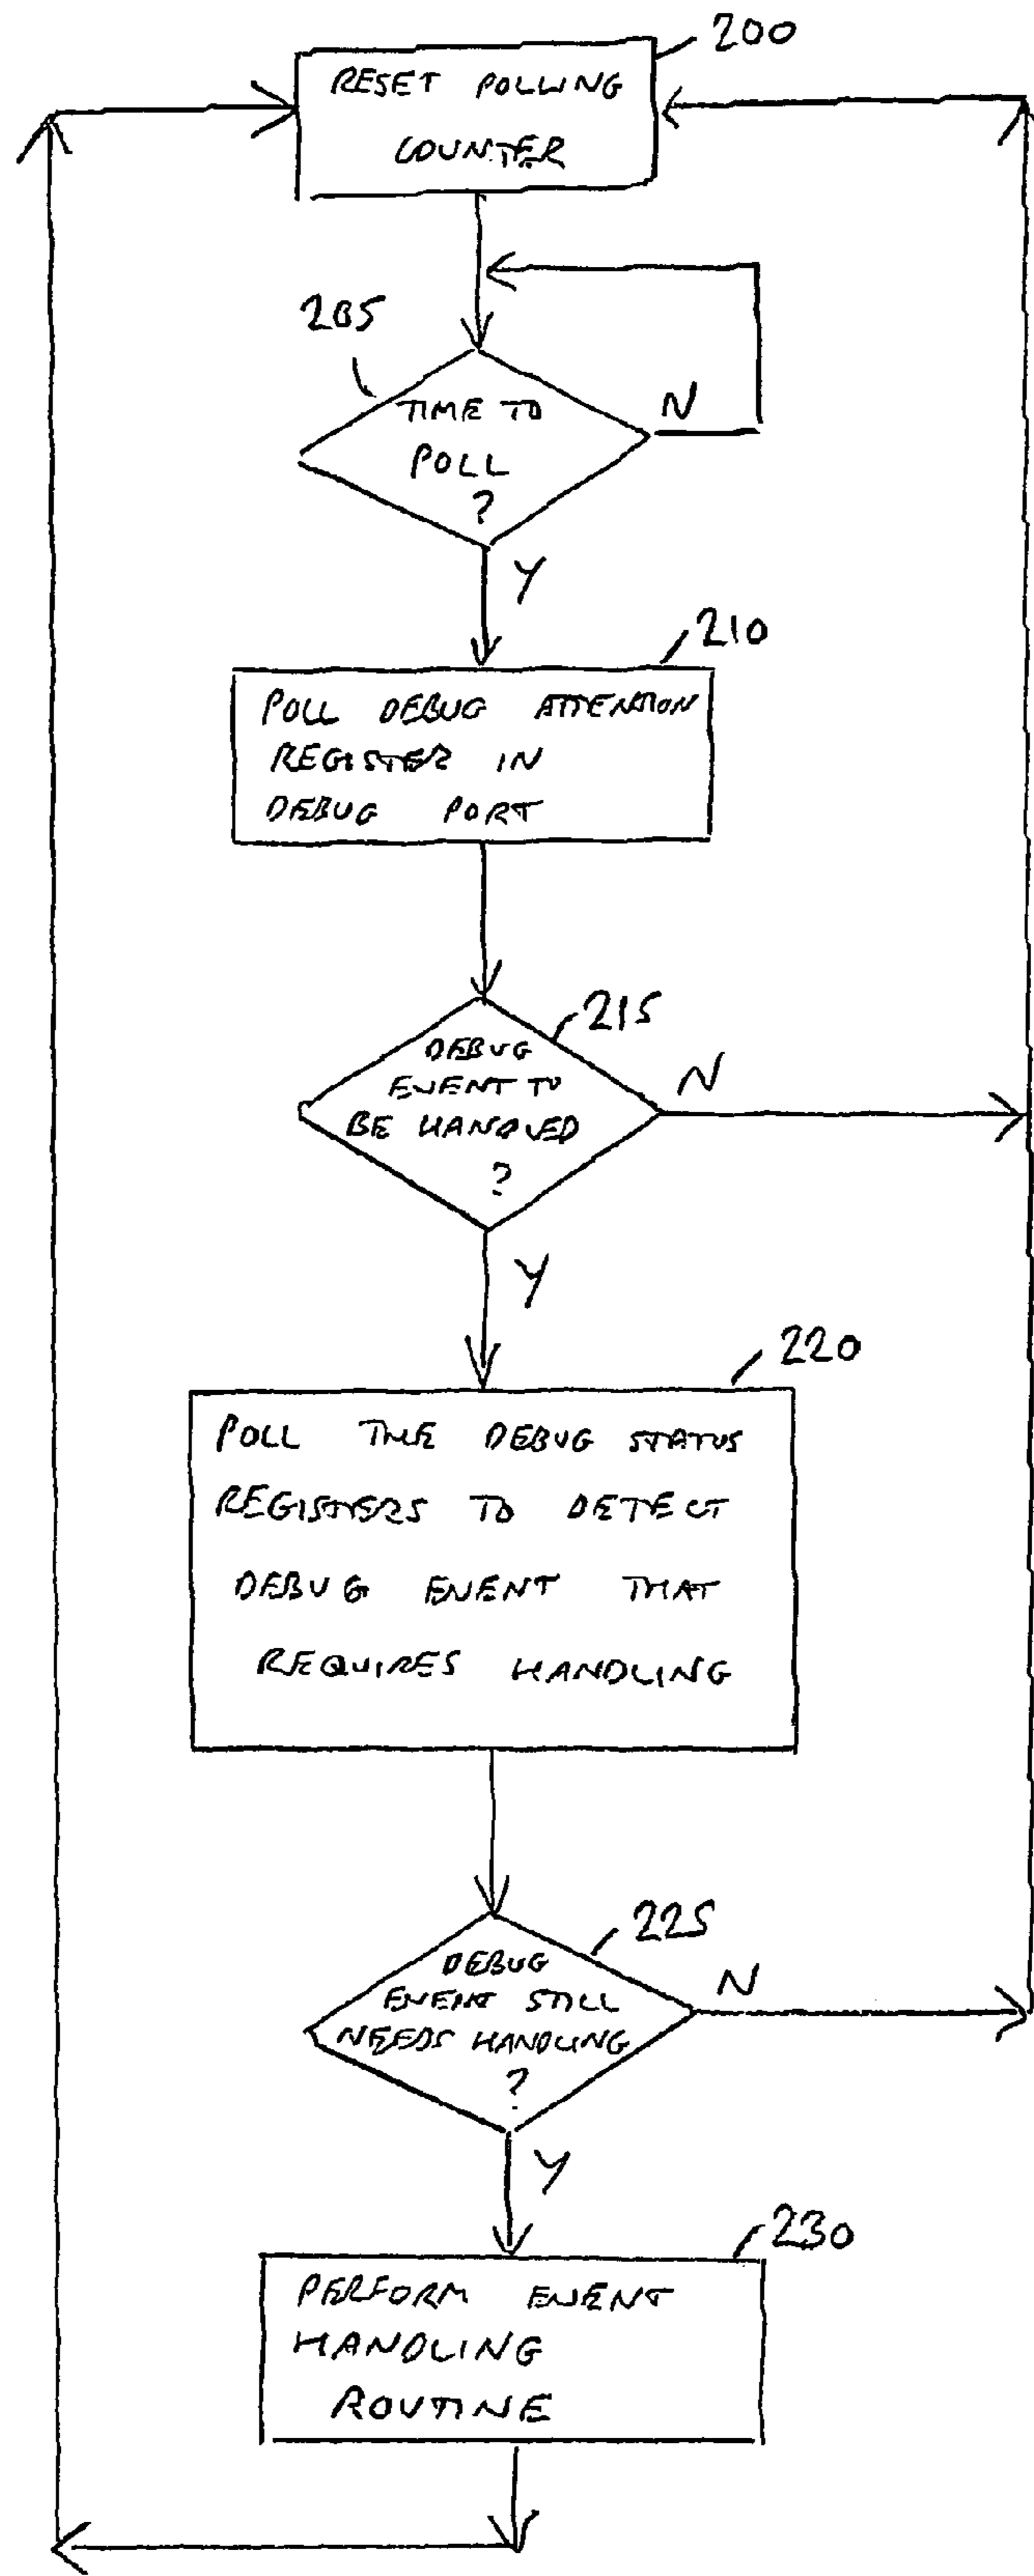 200
RESET POLLING
COUNTER
205
TIME TO
POLL
?
N
Y
210
POLL DEBUG ATTENTION
REGISTER IN
DEBUG PORT
215
DEBUG
EVENT TO
BE HANDLED
?
N
Y
220
POLL THE DEBUG STATUS
REGISTERS TO DETECT
DEBUG EVENT THAT
REQUIRES HANDLING
225
DEBUG
EVENT STILL
NEEDS HANDLING
?
N
Y
230
PERFORM EVENT
HANDLING
ROUTINE